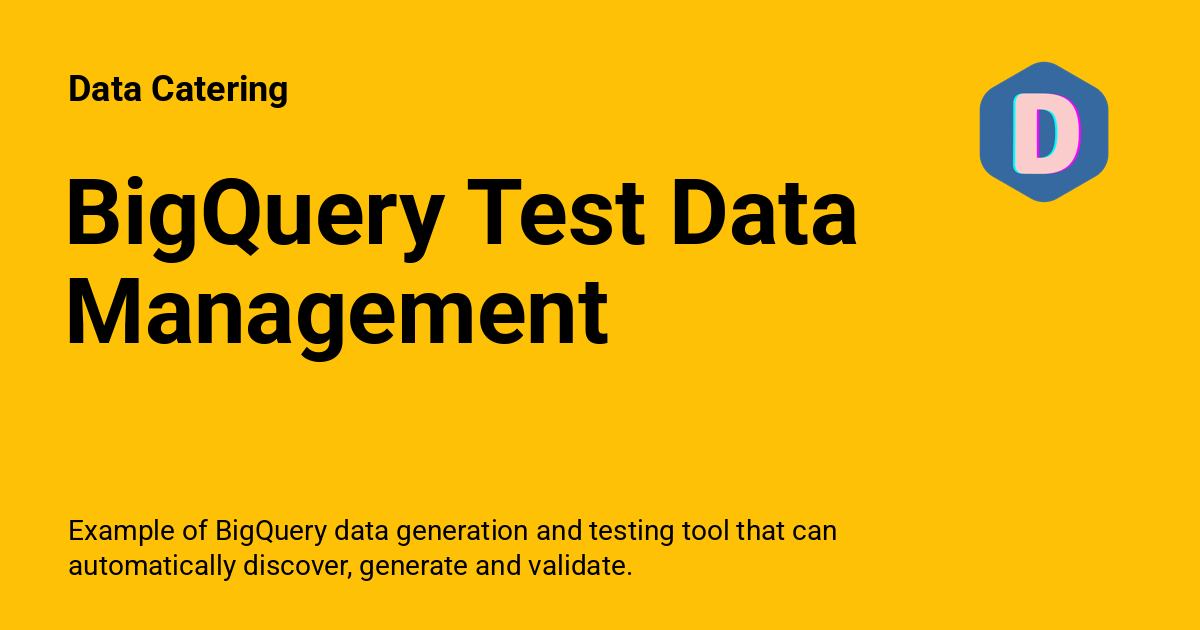 Data Catering
D
BigQuery Test Data
Management
Example of BigQuery data generation and testing tool that can
automatically discover, generate and validate.